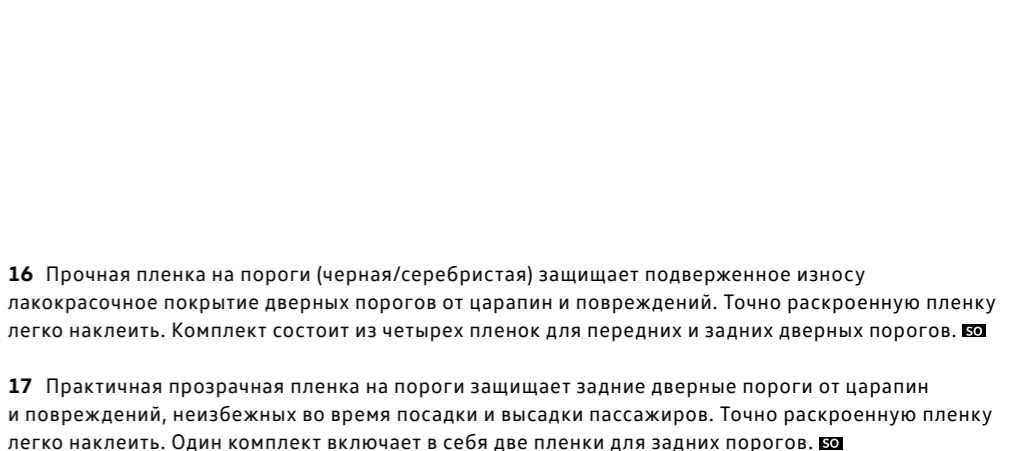 16 Прочная пленка на пороги (черная/серебристая) защищает подверженное износу
лакокрасочное покрытие дверных порогов от царапин и повреждений. Точно раскроенную пленку
легко наклеить. Комплект состоит из четырех пленок для передних и задних дверных порогов. SO
17 Практичная прозрачная пленка на пороги защищает задние дверные пороги от царапин
и повреждений, неизбежных во время посадки и высадки пассажиров. Точно раскроенную пленку
легко наклеить. Один комплект включает в себя две пленки для задних порогов. SO